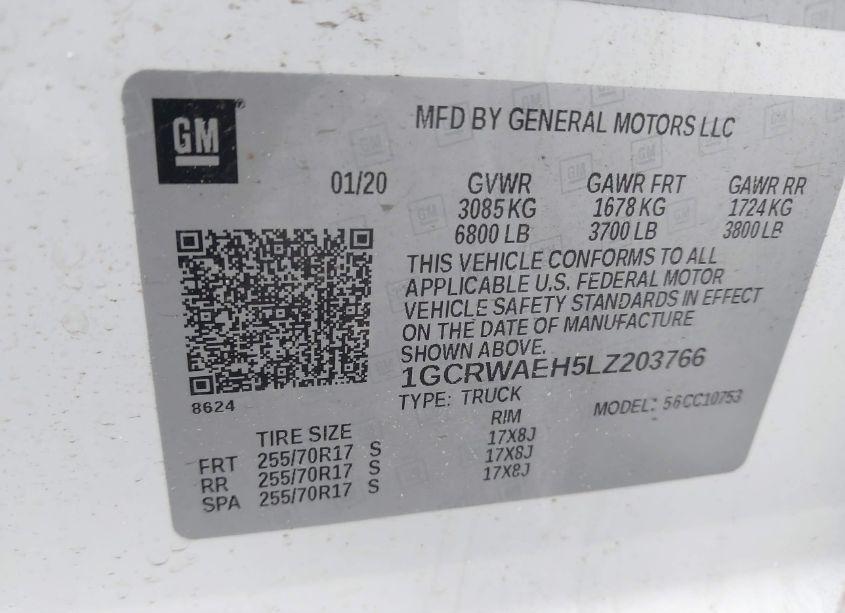 GM
MFD BY GENERAL MOTORS LLC
01/20 GVWR GAWR FRT GAWR RR
3085 KG 1678 KG 1724 KG
6800 LB 3700 LB 3800 LB
THIS VEHICLE CONFORMS TO ALL
APPLICABLE U.S. FEDERAL MOTOR
VEHICLE SAFETY STANDARDS IN EFFECT
ON THE DATE OF MANUFACTURE
SHOWN ABOVE.
1GCRWAEH5LZ203766
8624
TYPE: TRUCK MODEL: 56CC10753
TIRE SIZE RIM
FRT 255/70R17 S 17X8J
RR 255/70R17 S 17X8J
SPA 255/70R17 S 17X8J